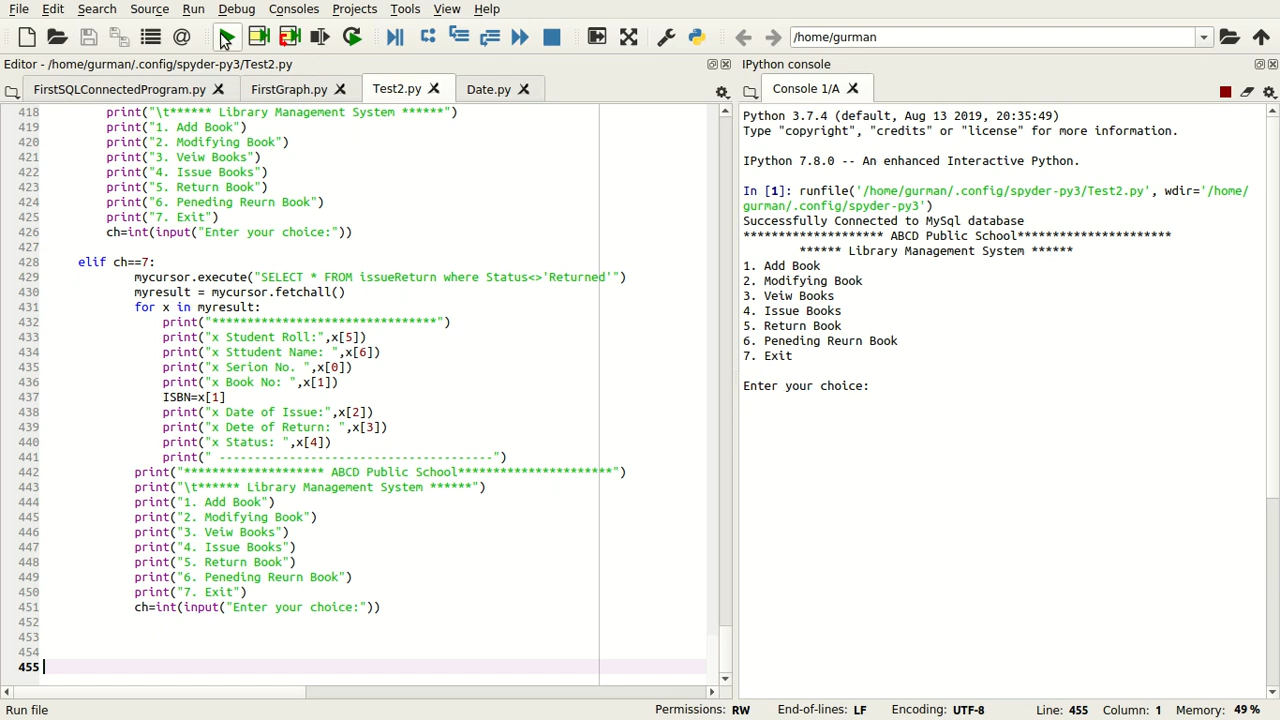 File Edit Search Source Run Debug Consoles Projects Tools View Help
/home/gurman
Editor - /home/gurman/.config/spyder-py3/Test2.py
FirstSQLConnectedProgram.py FirstGraph.py Test2.py Date.py
418 print("\t****** Library Management System ******")
419 print("1. Add Book")
420 print("2. Modifying Book")
421 print("3. Veiw Books")
422 print("4. Issue Books")
423 print("5. Return Book")
424 print("6. Peneding Reurn Book")
425 print("7. Exit")
426 ch=int(input("Enter your choice:"))
427
428 elif ch==7:
429 mycursor.execute("SELECT * FROM issueReturn where Status<>'Returned'")
430 myresult = mycursor.fetchall()
431 for x in myresult:
432 print("********************************")
433 print("x Student Roll:",x[5])
434 print("x Sttudent Name: ",x[6])
435 print("x Serion No. ",x[0])
436 print("x Book No: ",x[1])
437 ISBN=x[1]
438 print("x Date of Issue:",x[2])
439 print("x Dete of Return: ",x[3])
440 print("x Status: ",x[4])
441 print(" ---------------------------------------")
442 print("******************** ABCD Public School**********************")
443 print("\t****** Library Management System ******")
444 print("1. Add Book")
445 print("2. Modifying Book")
446 print("3. Veiw Books")
447 print("4. Issue Books")
448 print("5. Return Book")
449 print("6. Peneding Reurn Book")
450 print("7. Exit")
451 ch=int(input("Enter your choice:"))
452
453
454
455
IPython console
Console 1/A
Python 3.7.4 (default, Aug 13 2019, 20:35:49)
Type "copyright", "credits" or "license" for more information.
IPython 7.8.0 -- An enhanced Interactive Python.
In [1]: runfile('/home/gurman/.config/spyder-py3/Test2.py', wdir='/home/
gurman/.config/spyder-py3')
Successfully Connected to MySql database
******************** ABCD Public School**********************
****** Library Management System ******
1. Add Book
2. Modifying Book
3. Veiw Books
4. Issue Books
5. Return Book
6. Peneding Reurn Book
7. Exit
Enter your choice:
Run file Permissions: RW End-of-lines: LF Encoding: UTF-8 Line: 455 Column: 1 Memory: 49 %